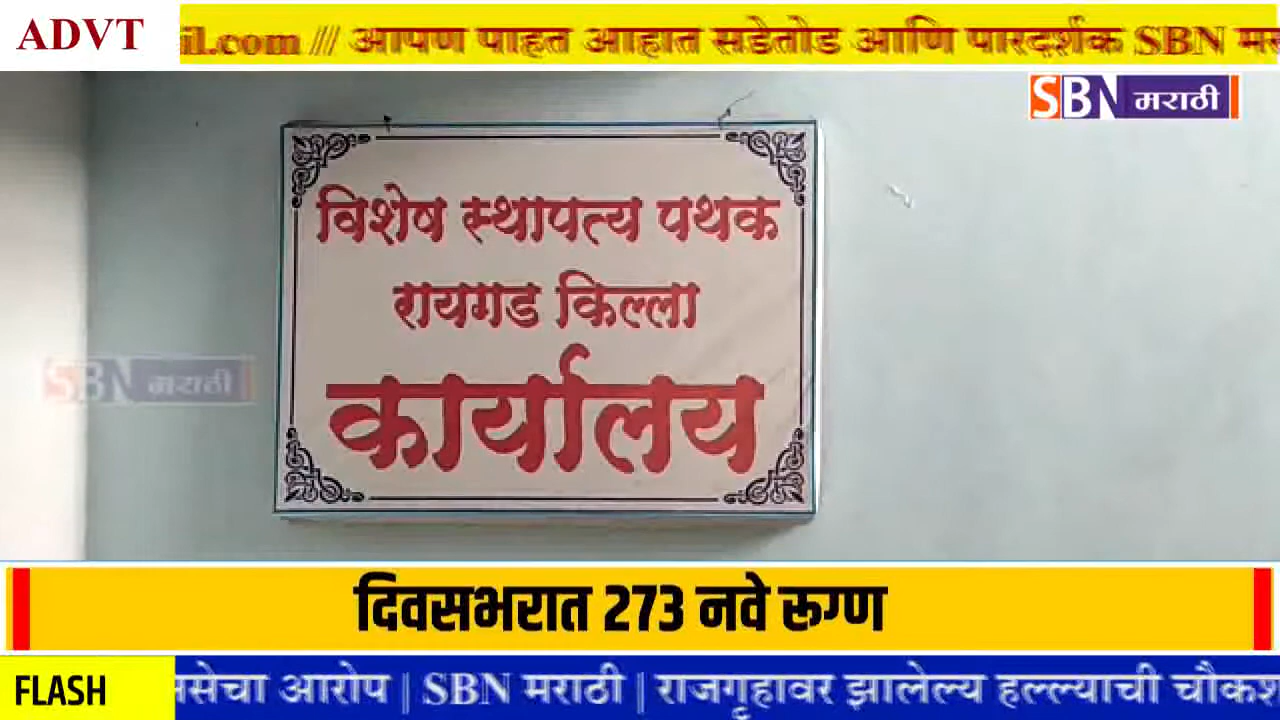 ADVT
il.com /// आपण पाहत आहात सडेतोड आणि पारदर्शक SBN
SBN मराठी
विशेष स्थापत्य पथक
रायगड किल्ला
कार्यालय
SBN मराठी
दिवसभरात 273 नवे रुग्ण
FLASH
सेचा आरोप | SBN मराठी | राजगृहावर झालेल्य हल्ल्याची